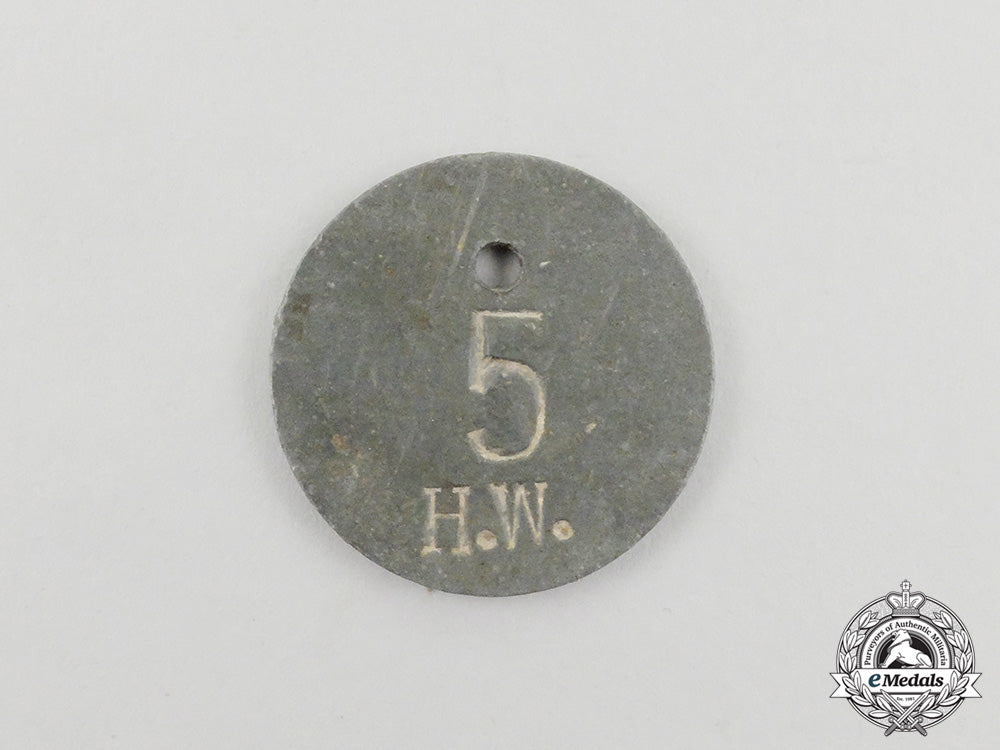 5
H.W.
Purveyors of Authentic Militaria
eMedals